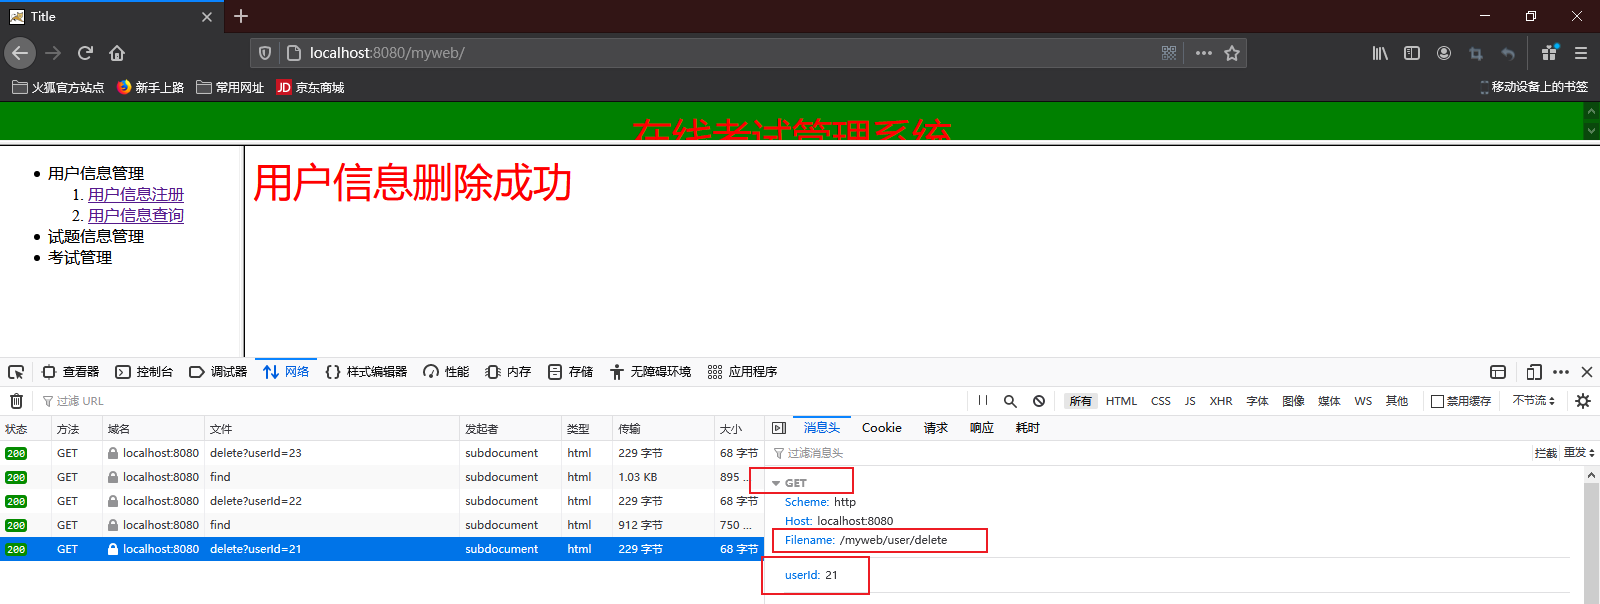 Title
localhost:8080/myweb/
火狐官方站点 新手上路 常用网址 JD 京东商城 移动设备上的书签
在线考试管理系统
用户信息管理
1. 用户信息注册
2. 用户信息查询
试题信息管理
考试管理
用户信息删除成功
查看器 控制台 调试器 网络 样式编辑器 性能 内存 存储 无障碍环境 应用程序
过滤 URL 所有 HTML CSS JS XHR 字体 图像 媒体 WS 其他 禁用缓存 不节流
状态 方法 域名 文件 发起者 类型 传输 大小
200 GET localhost:8080 delete?userId=23 subdocument html 229 字节 68 字节
200 GET localhost:8080 find subdocument html 1.03 KB 895 ...
200 GET localhost:8080 delete?userId=22 subdocument html 229 字节 68 字节
200 GET localhost:8080 find subdocument html 912 字节 750 ...
200 GET localhost:8080 delete?userId=21 subdocument html 229 字节 68 字节
消息头 Cookie 请求 响应 耗时
过滤消息头 拦截 重发
GET
Scheme: http
Host: localhost:8080
Filename: /myweb/user/delete
userId: 21